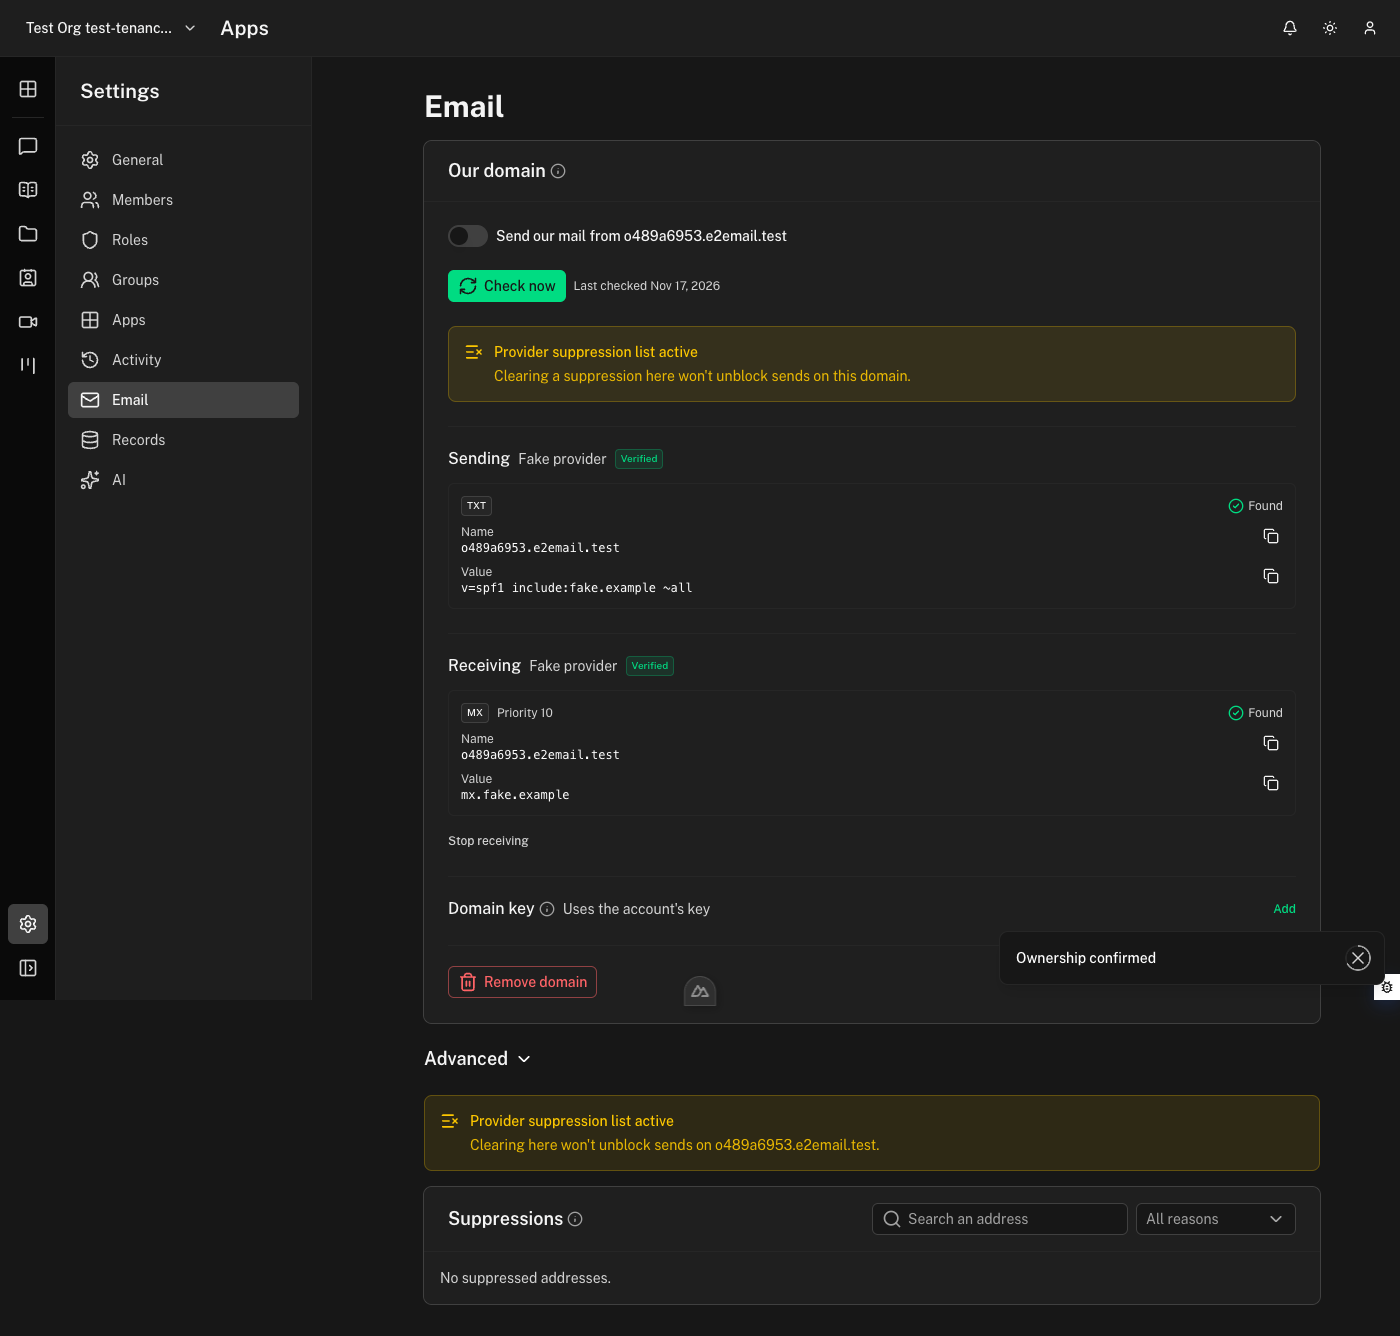 Test Org test-tenanc...
Apps
Settings
General
Members
Roles
Groups
Apps
Activity
Email
Records
AI
Email
Our domain
Send our mail from o489a6953.e2email.test
Check now
Last checked Nov 17, 2026
Provider suppression list active
Clearing a suppression here won't unblock sends on this domain.
Sending Fake provider Verified
TXT
Found
Name
o489a6953.e2email.test
Value
v=spf1 include:fake.example ~all
Receiving Fake provider Verified
MX Priority 10
Found
Name
o489a6953.e2email.test
Value
mx.fake.example
Stop receiving
Domain key Uses the account's key
Add
Ownership confirmed
Remove domain
Advanced
Provider suppression list active
Clearing here won't unblock sends on o489a6953.e2email.test.
Suppressions
Search an address
All reasons
No suppressed addresses.